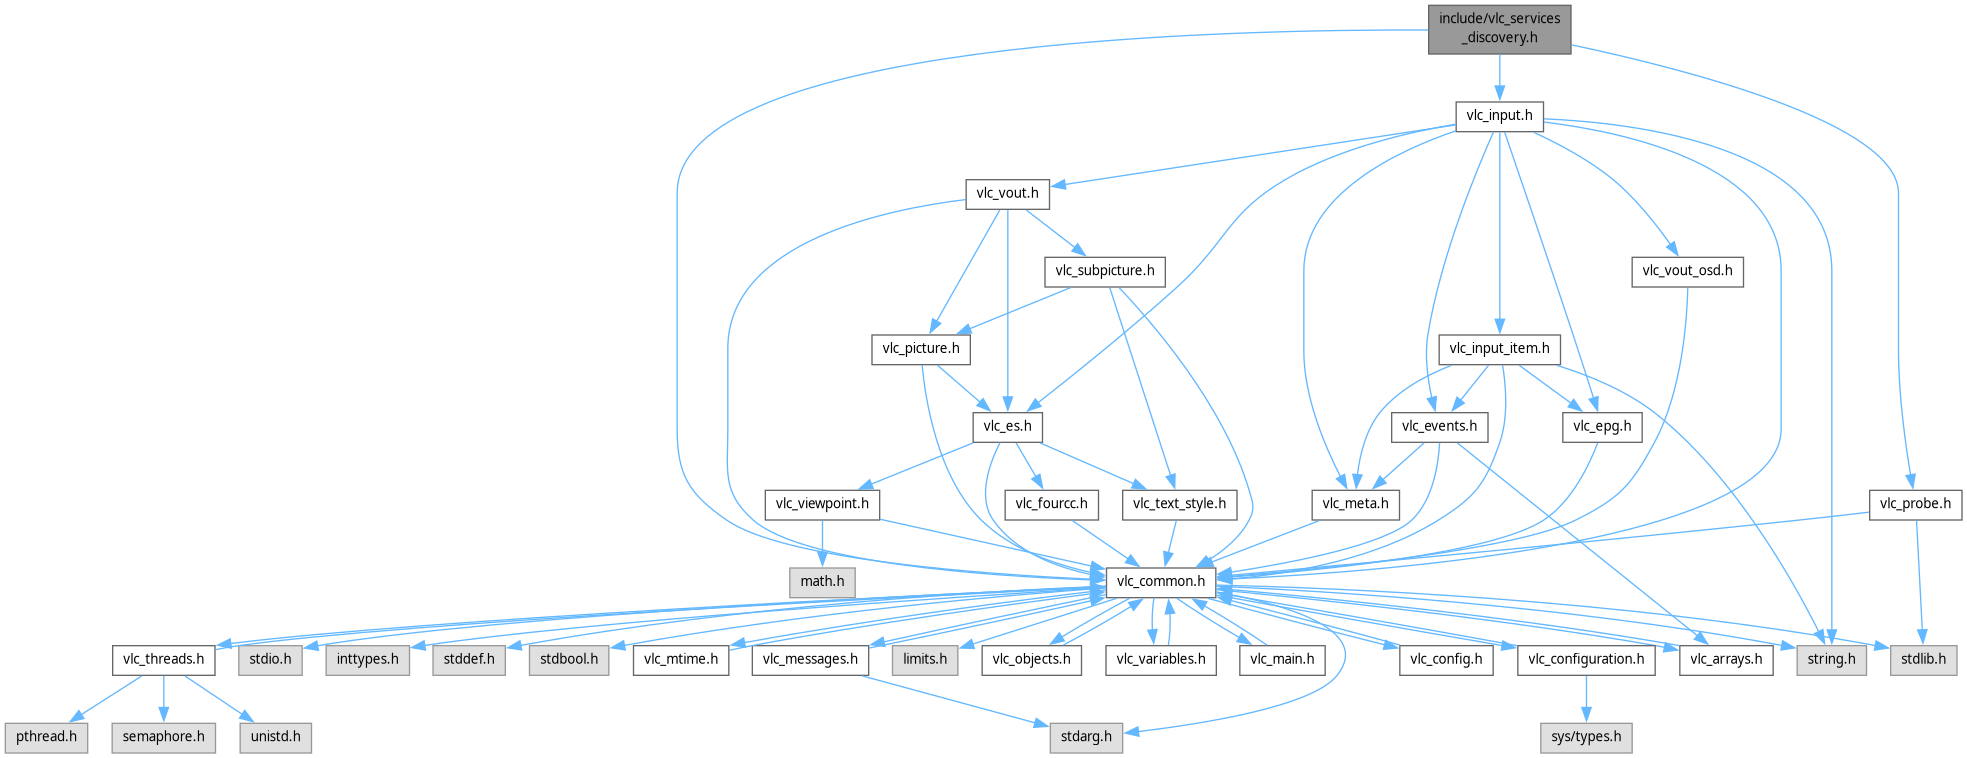 include/vlc_services
_discovery.h
vlc_input.h
vlc_vout.h
vlc_subpicture.h
vlc_vout_osd.h
vlc_picture.h
vlc_input_item.h
vlc_es.h
vlc_events.h
vlc_epg.h
vlc_viewpoint.h
vlc_fourcc.h
vlc_text_style.h
vlc_meta.h
vlc_probe.h
math.h
vlc_common.h
vlc_threads.h
stdio.h
inttypes.h
stddef.h
stdbool.h
vlc_mtime.h
vlc_messages.h
limits.h
vlc_objects.h
vlc_variables.h
vlc_main.h
vlc_config.h
vlc_configuration.h
vlc_arrays.h
string.h
stdlib.h
pthread.h
semaphore.h
unistd.h
stdarg.h
sys/types.h